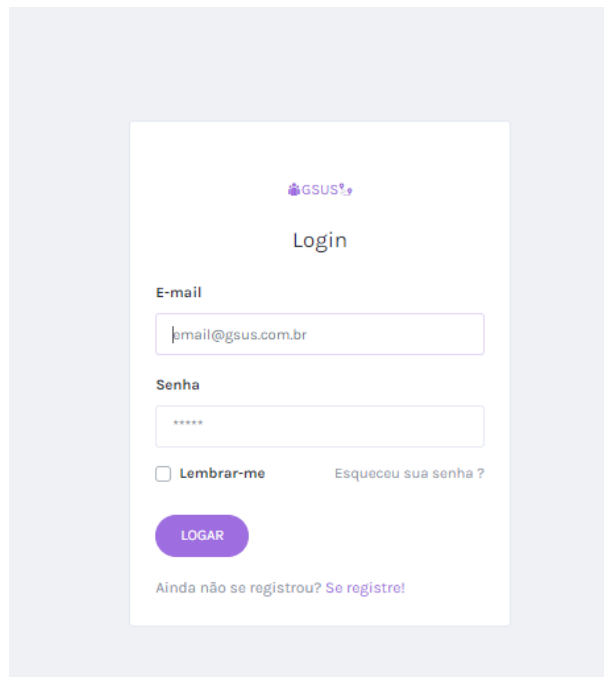 GSUS
Login
E-mail
email@gsus.com.br
Senha
*****
Lembrar-me Esqueceu sua senha ?
LOGAR
Ainda não se registrou? Se registre!